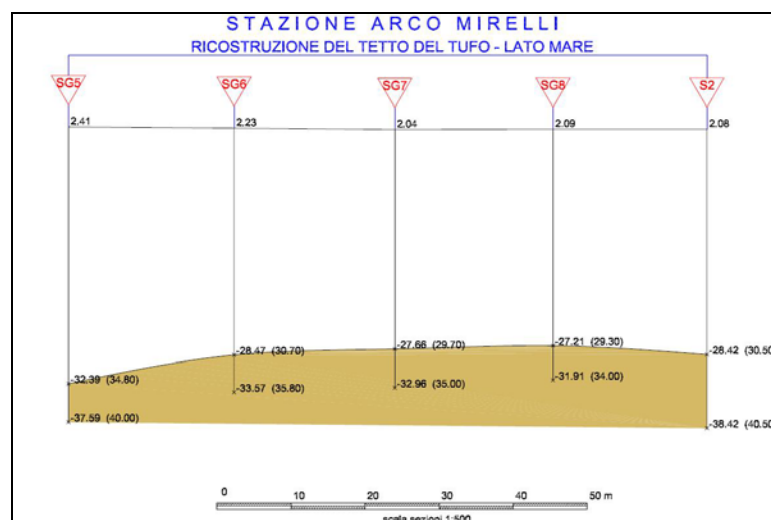 STAZIONE ARCO MIRELLI
RICOSTRUZIONE DEL TETTO DEL TUFO - LATO MARE
SG5 SG6 SG7 SG8 S2
2.41 2.23 2.04 2.09 2.08
-32.39 (34.80) -28.47 (30.70) -27.66 (29.70) -27.21 (29.30) -28.42 (30.50
-37.59 (40.00) -33.57 (35.80) -32.96 (35.00) -31.91 (34.00) -38.42 (40.50
0 10 20 30 40 50 m
scala sezioni 1:500